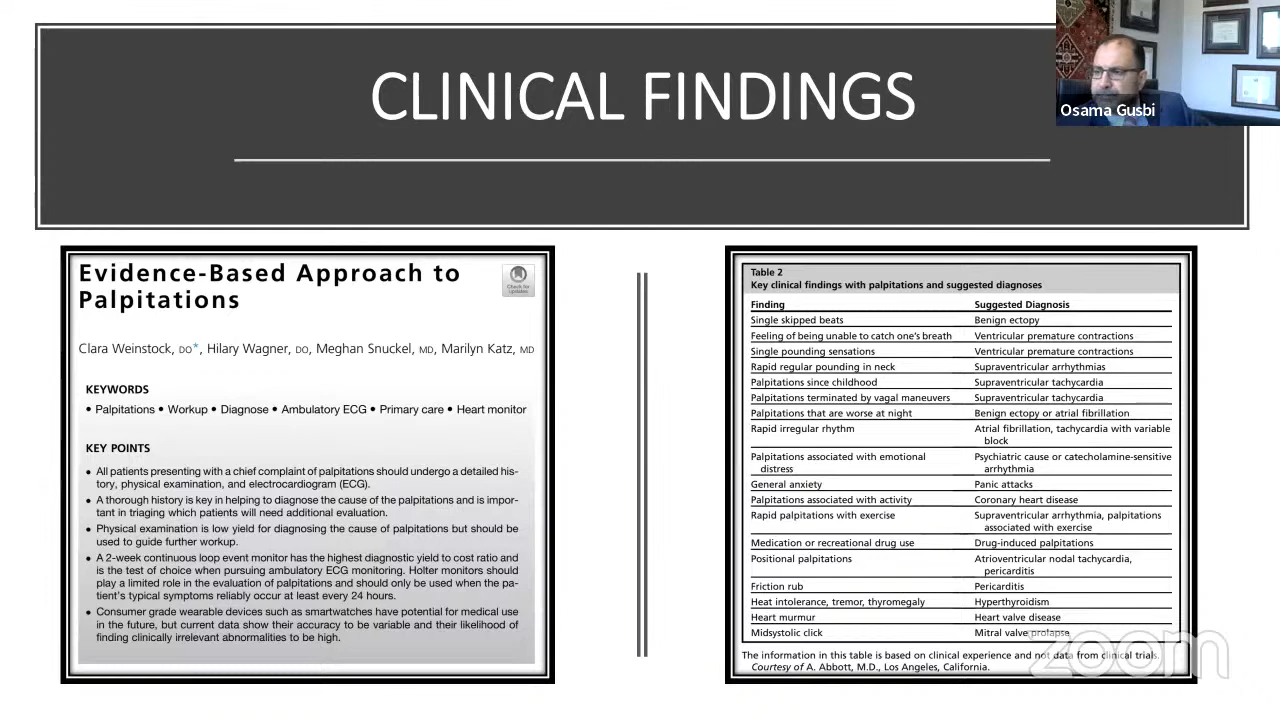 CLINICAL FINDINGS
Osama Gusbi
Evidence-Based Approach to
Palpitations
Check for
updates
Clara Weinstock, DO*, Hilary Wagner, DO, Meghan Snuckel, MD, Marilyn Katz, MD
KEYWORDS
• Palpitations • Workup • Diagnose • Ambulatory ECG • Primary care • Heart monitor
KEY POINTS
• All patients presenting with a chief complaint of palpitations should undergo a detailed his-
tory, physical examination, and electrocardiogram (ECG).
• A thorough history is key in helping to diagnose the cause of the palpitations and is impor-
tant in triaging which patients will need additional evaluation.
• Physical examination is low yield for diagnosing the cause of palpitations but should be
used to guide further workup.
• A 2-week continuous loop event monitor has the highest diagnostic yield to cost ratio and
is the test of choice when pursuing ambulatory ECG monitoring. Holter monitors should
play a limited role in the evaluation of palpitations and should only be used when the pa-
tient's typical symptoms reliably occur at least every 24 hours.
• Consumer grade wearable devices such as smartwatches have potential for medical use
in the future, but current data show their accuracy to be variable and their likelihood of
finding clinically irrelevant abnormalities to be high.
Table 2
Key clinical findings with palpitations and suggested diagnoses
Finding Suggested Diagnosis
Single skipped beats Benign ectopy
Feeling of being unable to catch one's breath Ventricular premature contractions
Single pounding sensations Ventricular premature contractions
Rapid regular pounding in neck Supraventricular arrhythmias
Palpitations since childhood Supraventricular tachycardia
Palpitations terminated by vagal maneuvers Supraventricular tachycardia
Palpitations that are worse at night Benign ectopy or atrial fibrillation
Rapid irregular rhythm Atrial fibrillation, tachycardia with variable
block
Palpitations associated with emotional Psychiatric cause or catecholamine-sensitive
distress arrhythmia
General anxiety Panic attacks
Palpitations associated with activity Coronary heart disease
Rapid palpitations with exercise Supraventricular arrhythmia, palpitations
associated with exercise
Medication or recreational drug use Drug-induced palpitations
Positional palpitations Atrioventricular nodal tachycardia,
pericarditis
Friction rub Pericarditis
Heat intolerance, tremor, thyromegaly Hyperthyroidism
Heart murmur Heart valve disease
Midsystolic click Mitral valve prolapse
The information in this table is based on clinical experience and not data from clinical trials.
Courtesy of A. Abbott, M.D., Los Angeles, California.
zoom